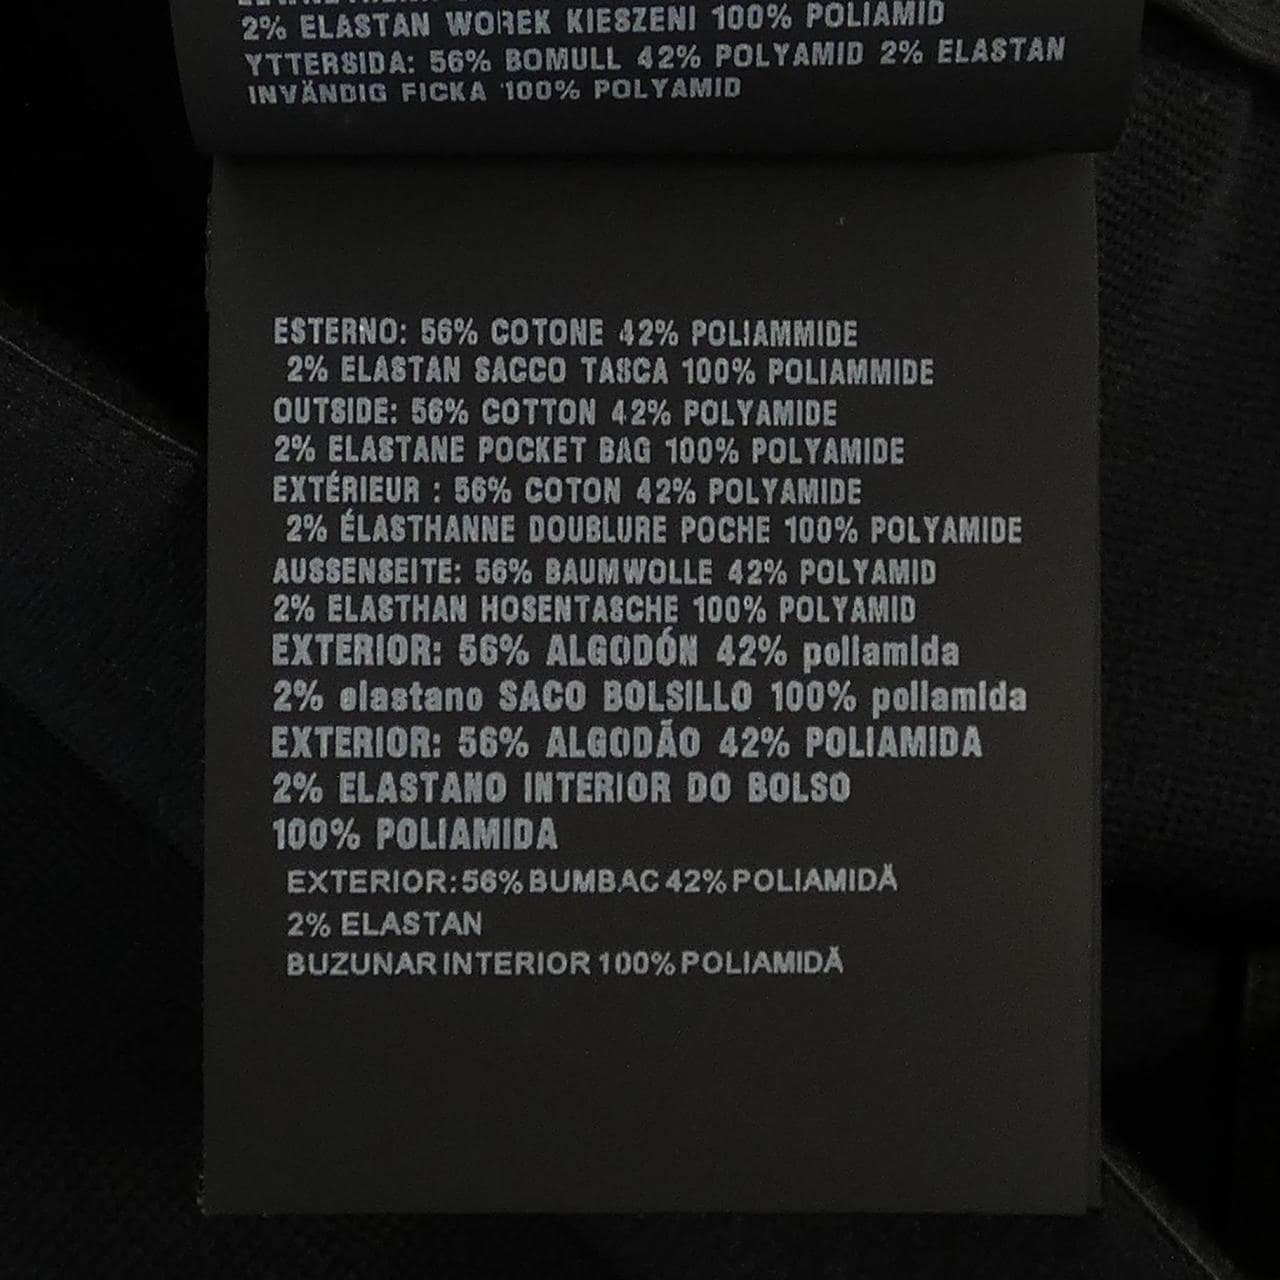 2% ELASTAN WOREK KIESZENI 100% POLIAMID
YTTERSIDA: 56% BOMULL 42% POLYAMID 2% ELASTAN
INVÄNDIG FICKA 100% POLYAMID
ESTERNO: 56% COTONE 42% POLIAMMIDE
2% ELASTAN SACCO TASCA 100% POLIAMMIDE
OUTSIDE: 56% COTTON 42% POLYAMIDE
2% ELASTANE POCKET BAG 100% POLYAMIDE
EXTÉRIEUR : 56% COTON 42% POLYAMIDE
2% ÉLASTHANNE DOUBLURE POCHE 100% POLYAMIDE
AUSSENSEITE: 56% BAUMWOLLE 42% POLYAMID
2% ELASTHAN HOSENTASCHE 100% POLYAMID
EXTERIOR: 56% ALGODÓN 42% poliamida
2% elastano SACO BOLSILLO 100% poliamida
EXTERIOR: 56% ALGODÃO 42% POLIAMIDA
2% ELASTANO INTERIOR DO BOLSO
100% POLIAMIDA
EXTERIOR: 56% BUMBAC 42% POLIAMIDĂ
2% ELASTAN
BUZUNAR INTERIOR 100% POLIAMIDĂ